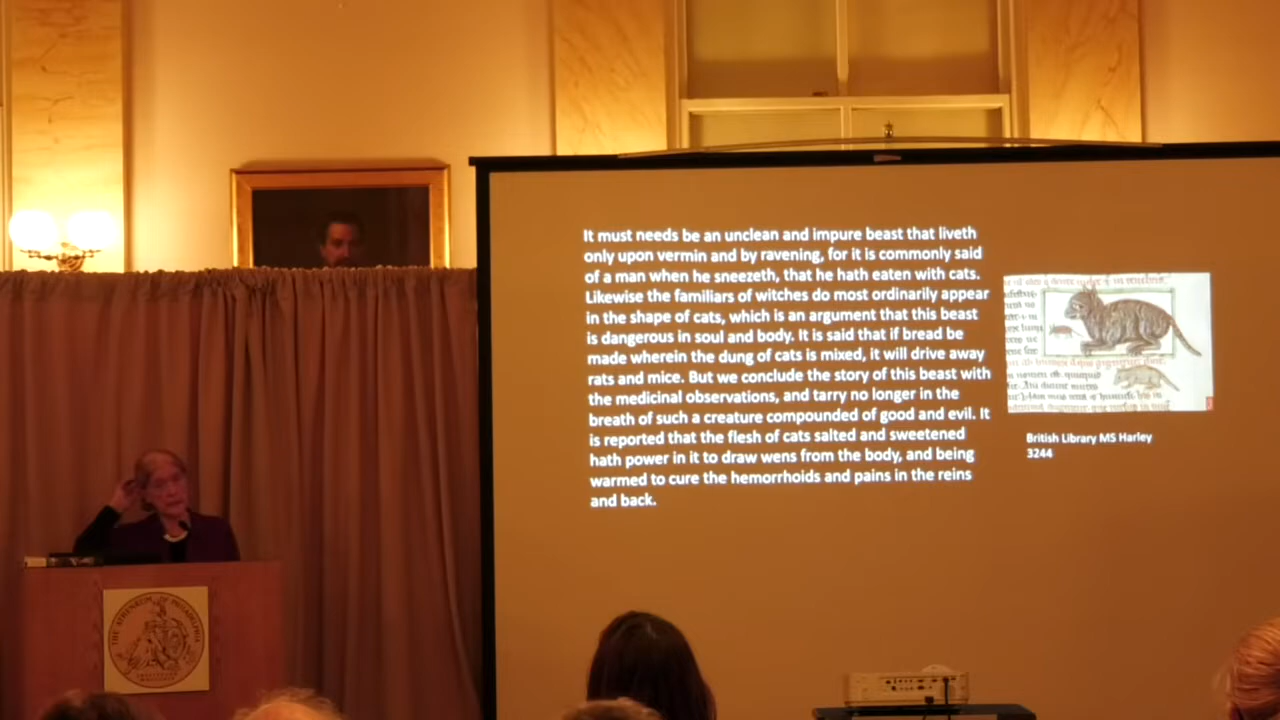 It must needs be an unclean and impure beast that liveth
only upon vermin and by ravening, for it is commonly said
of a man when he sneezeth, that he hath eaten with cats.
Likewise the familiars of witches do most ordinarily appear
in the shape of cats, which is an argument that this beast
is dangerous in soul and body. It is said that if bread be
made wherein the dung of cats is mixed, it will drive away
rats and mice. But we conclude the story of this beast with
the medicinal observations, and tarry no longer in the
breath of such a creature compounded of good and evil. It
is reported that the flesh of cats salted and sweetened
hath power in it to draw wens from the body, and being
warmed to cure the hemorrhoids and pains in the reins
and back.
British Library MS Harley
3244
THE ATHENÆUM OF PHILADELPHIA